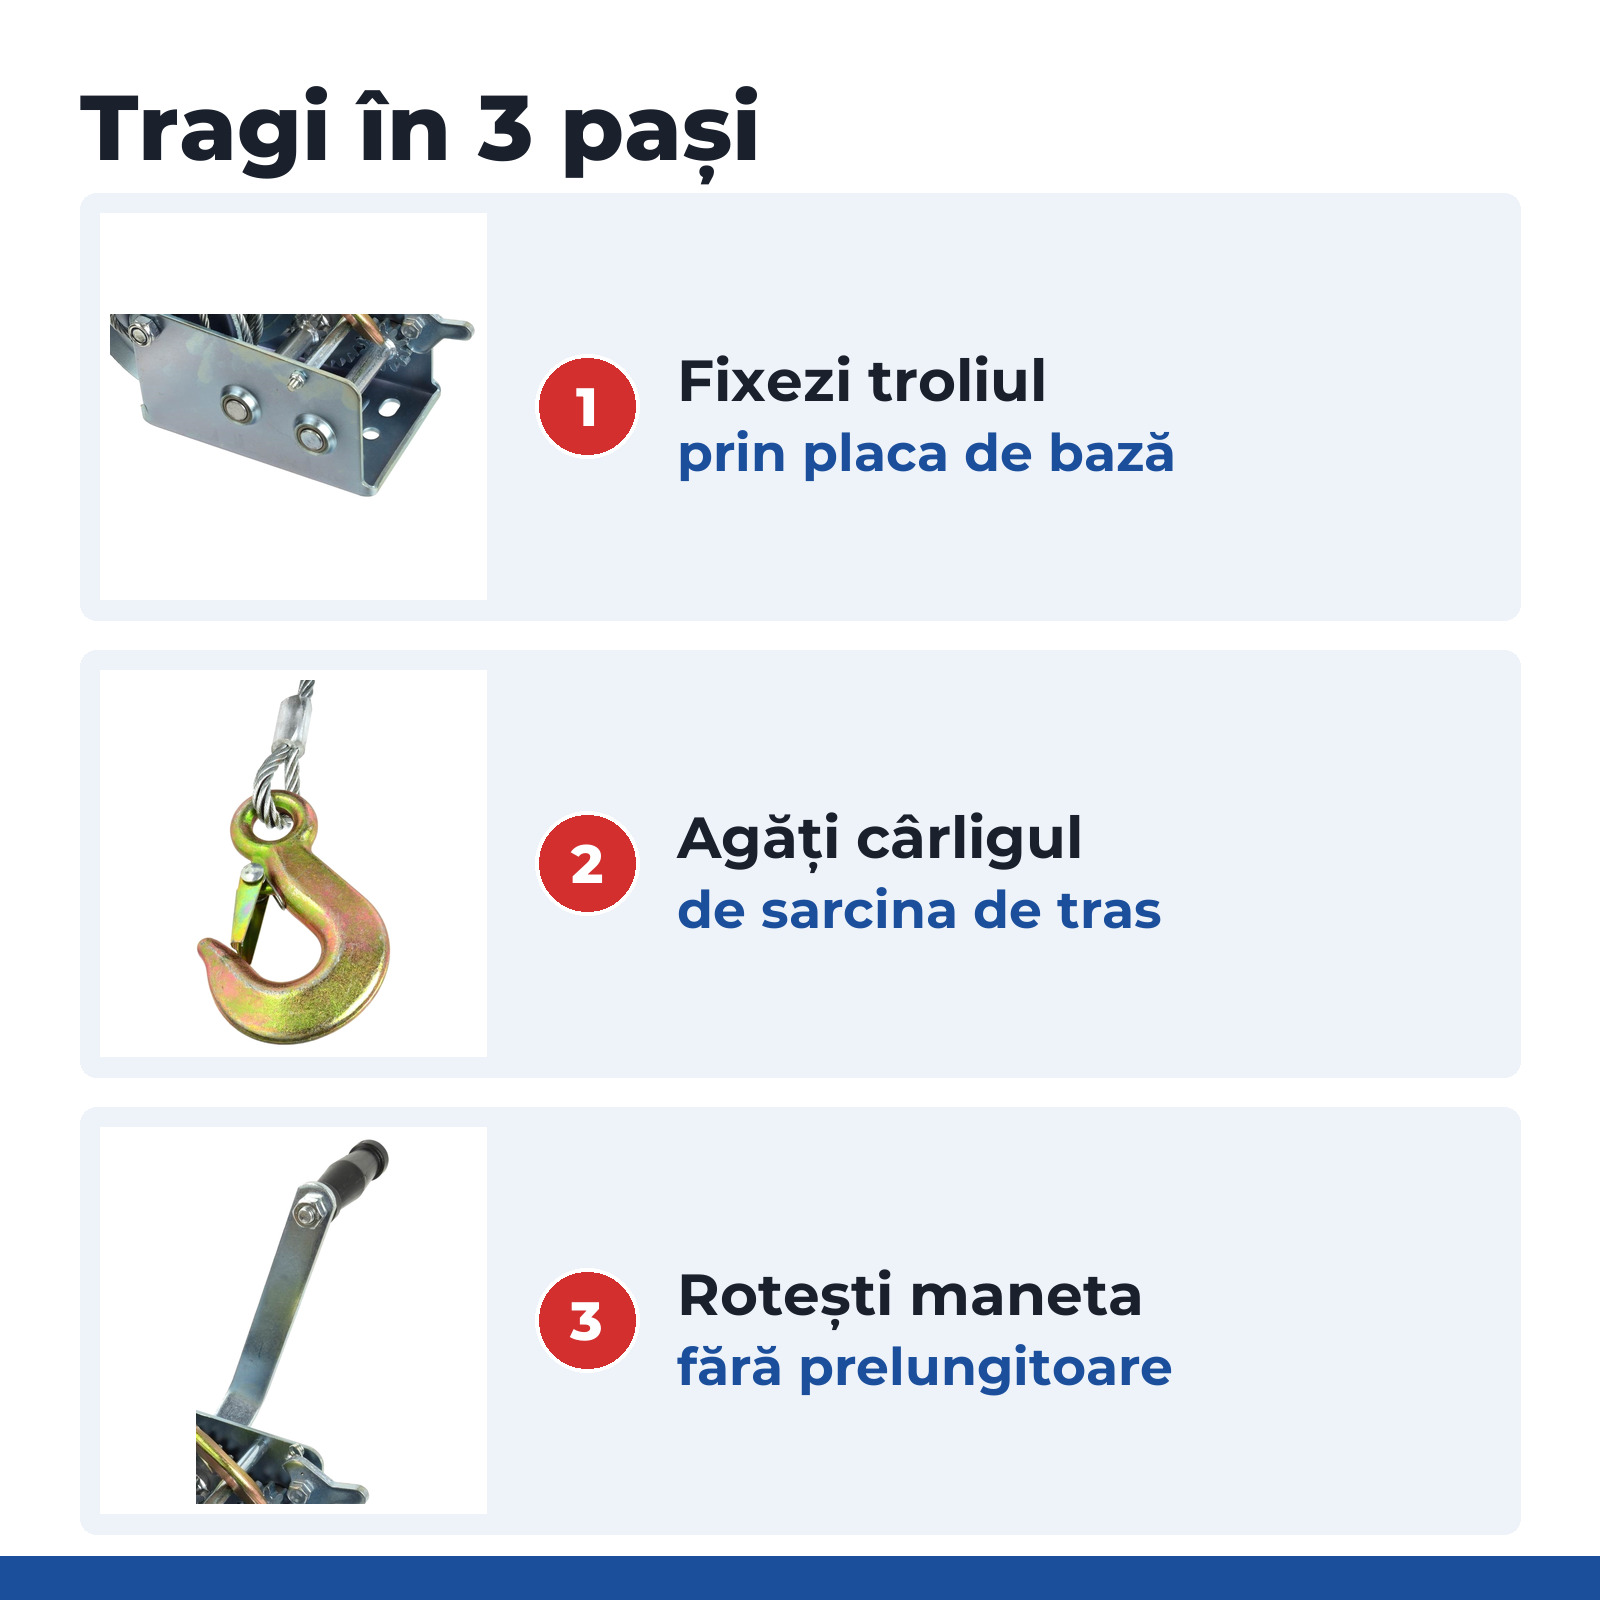 Tragi în 3 pași
1
Fixezi troliul
prin placa de bază
2
Agăți cârligul
de sarcina de tras
3
Rotești maneta
fără prelungitoare